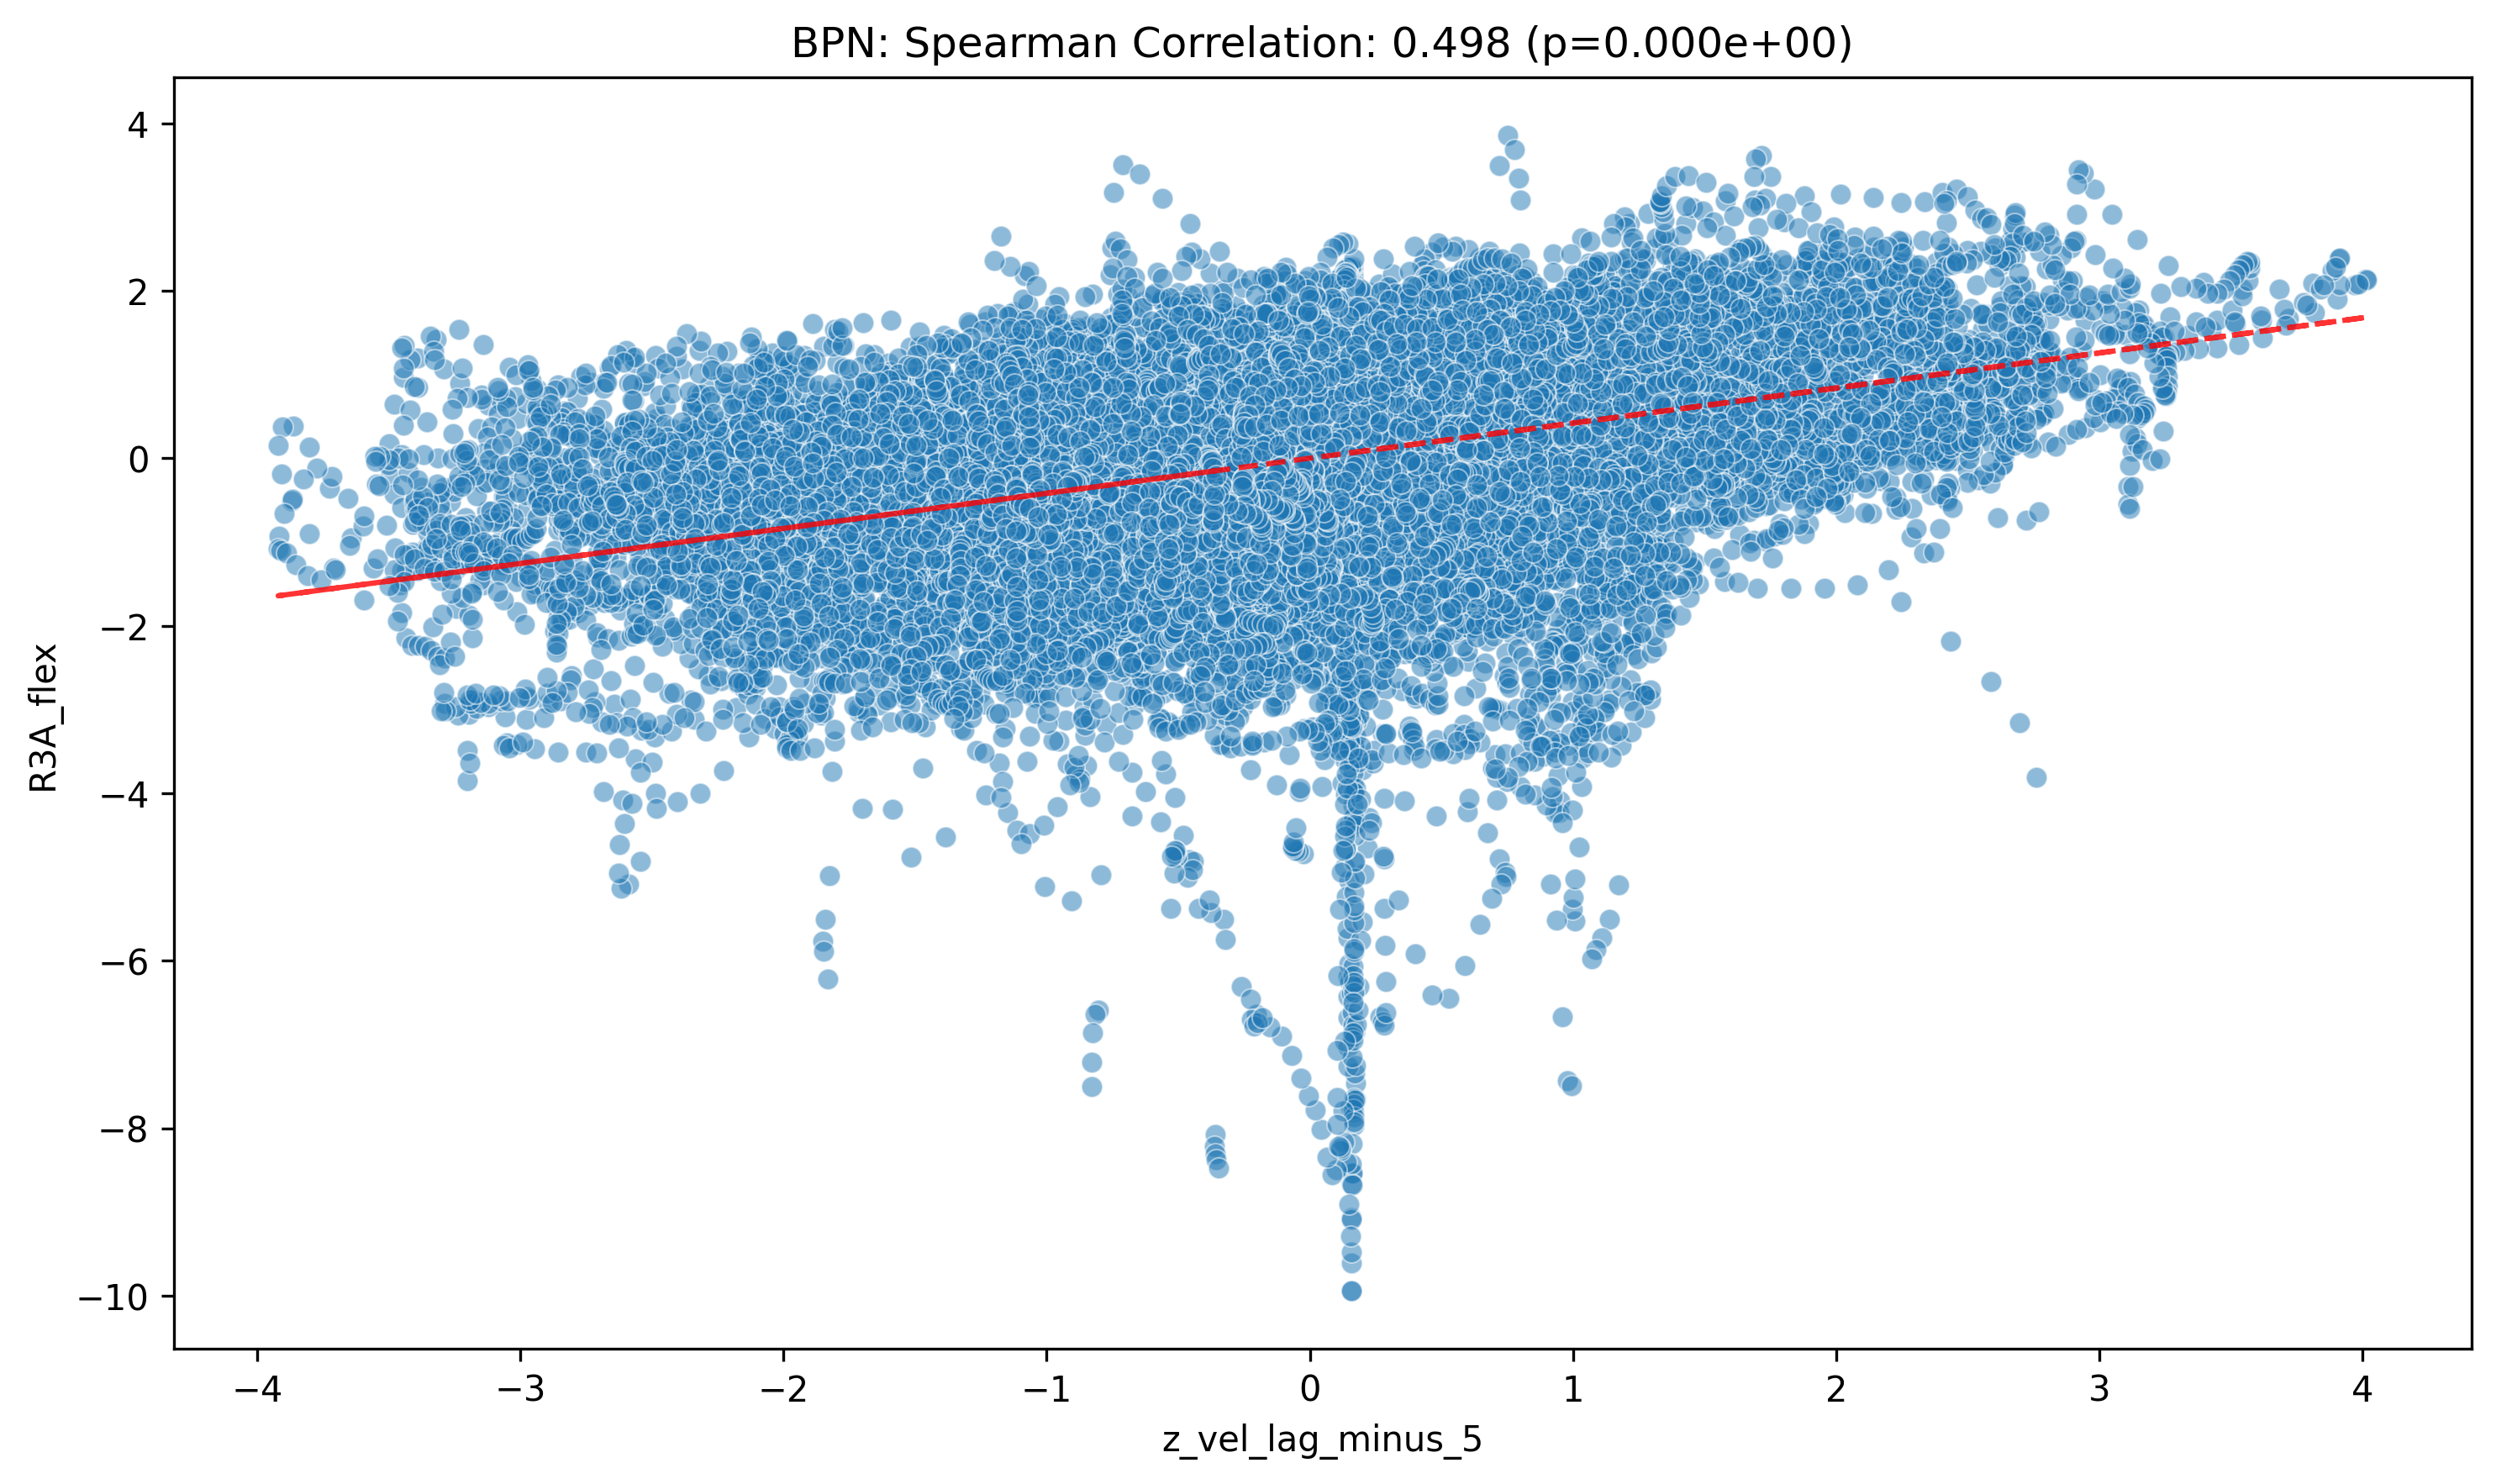 BPN: Spearman Correlation: 0.498 (p=0.000e+00)
4
2
0
−2
−4
−6
−8
−10
R3A_flex
−4 −3 −2 −1 0 1 2 3 4
z_vel_lag_minus_5